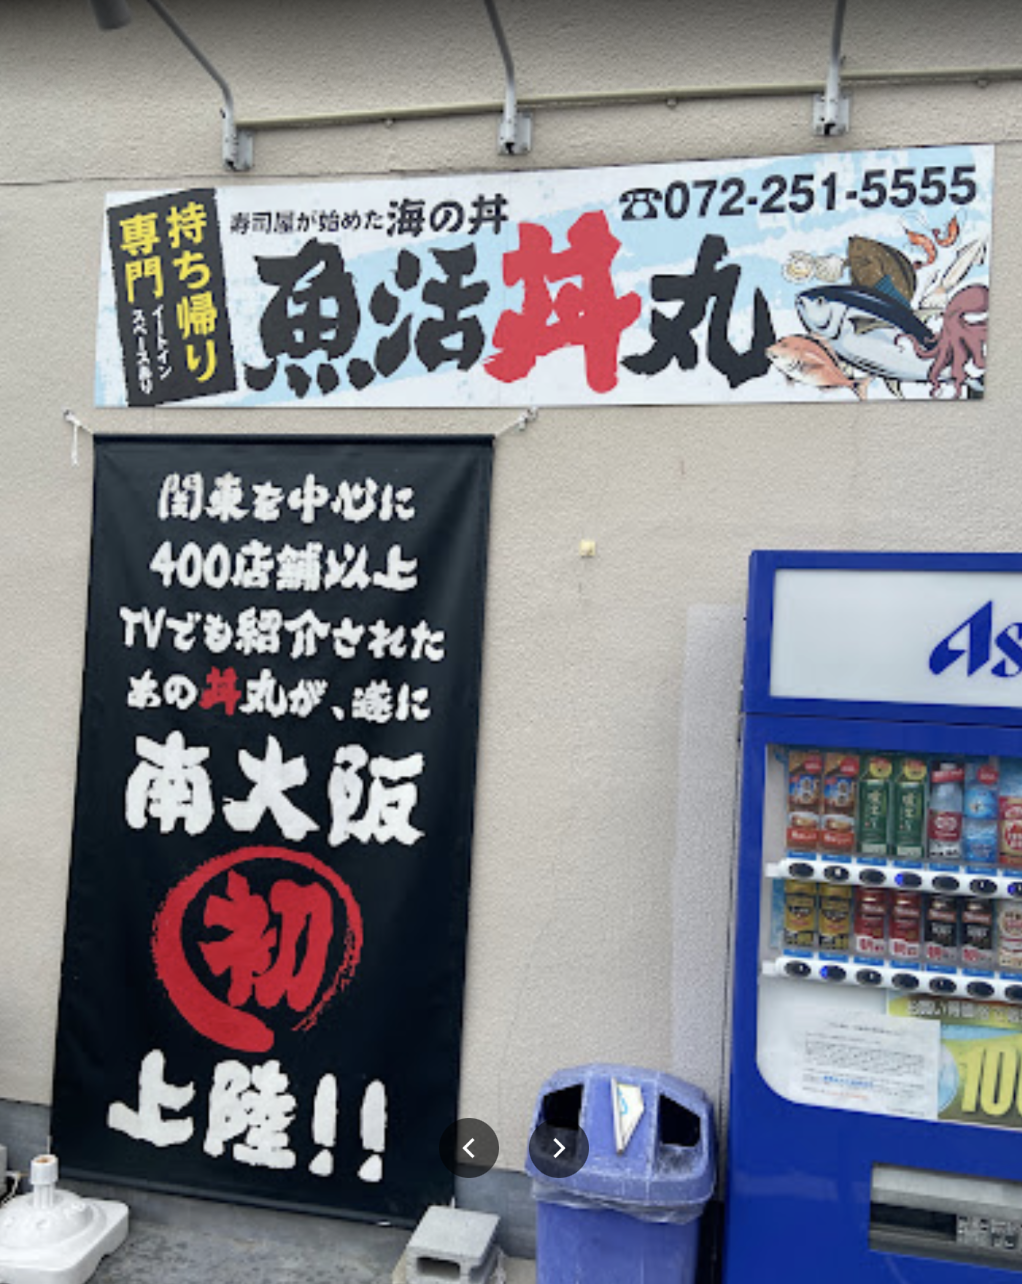 持ち帰り
専門
イートイン
スペースあり
寿司屋が始めた海の丼
☎072-251-5555
魚活丼丸
関東を中心に
400店舗以上
TVでも紹介された
あの丼丸が、遂に
南大阪
初
上陸!!
As
100